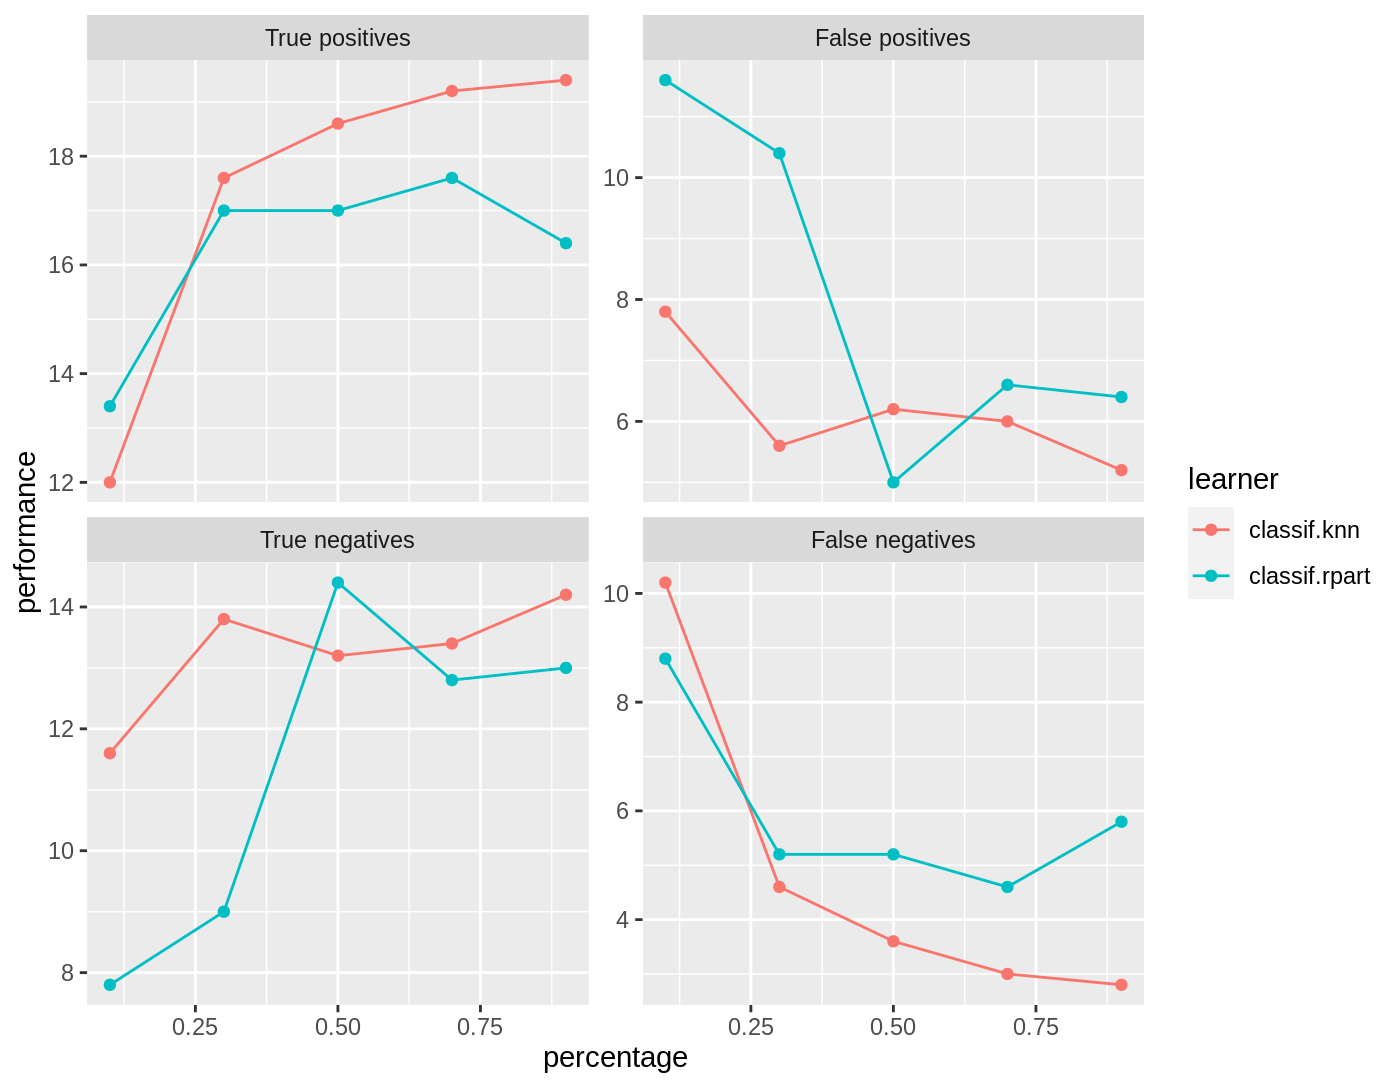 True positives
False positives
18
16
14
12
10
8
6
True negatives
False negatives
14
12
10
8
10
8
6
4
0.25
0.50
0.75
0.25
0.50
0.75
percentage
performance
learner
classif.knn
classif.rpart